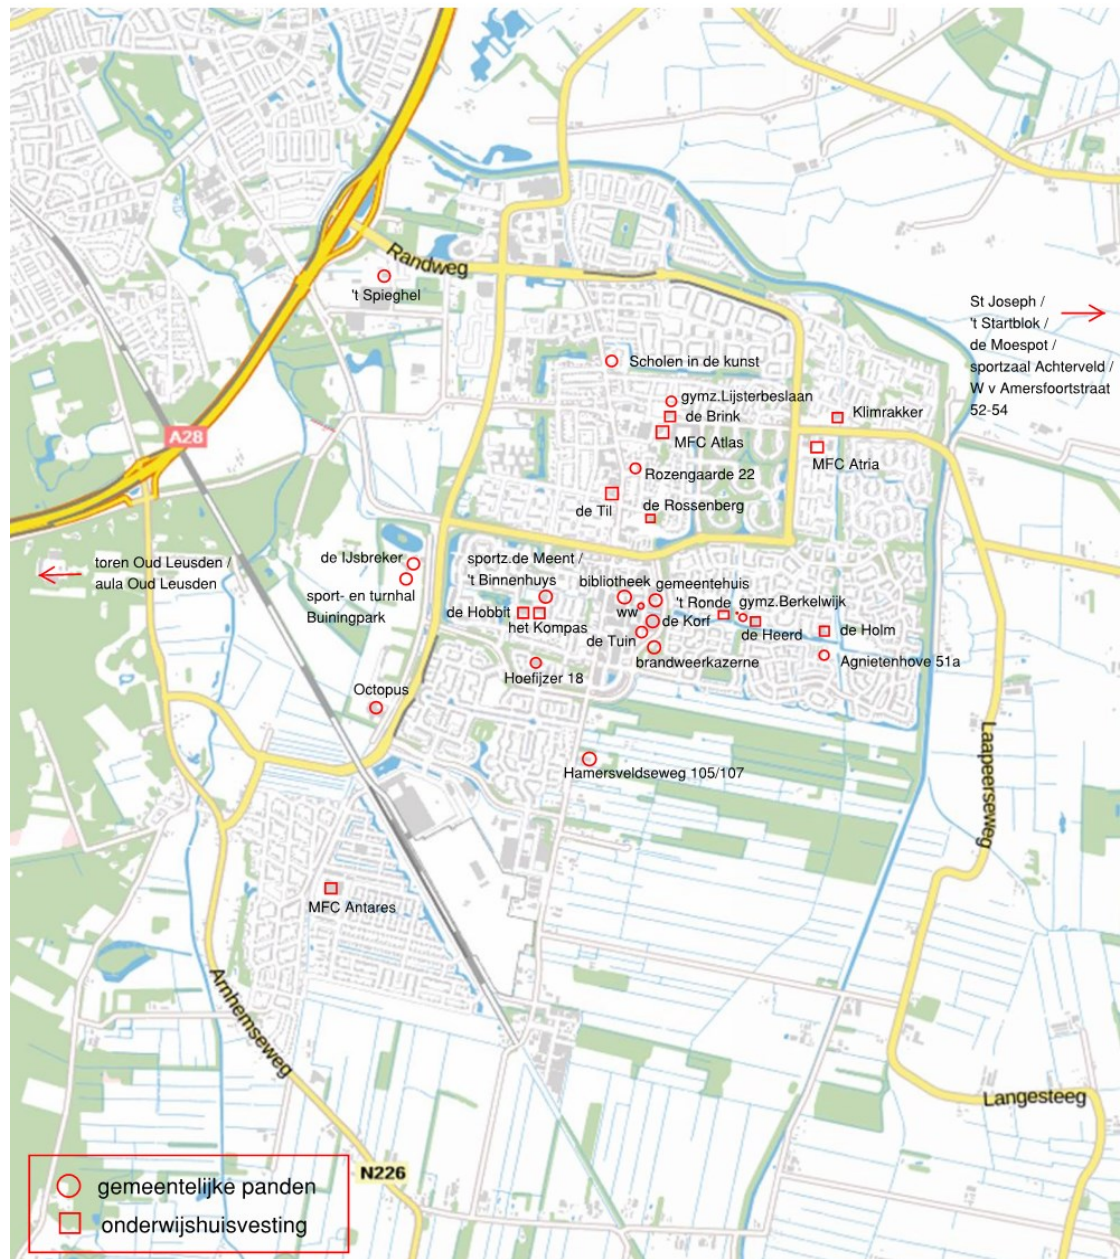 Randweg
't Spieghel
St Joseph /
't Startblok /
de Moespot /
sportzaal Achterveld /
W v Amersfoortstraat
52-54
Scholen in de kunst
gymz.Lijsterbeslaan
de Brink
Klimrakker
MFC Atlas
A28
MFC Atria
Rozengaarde 22
de Til
de Rossenberg
toren Oud Leusden /
aula Oud Leusden
de IJsbreker
sport- en turnhal
Buiningpark
sportz.de Meent /
't Binnenhuys
bibliotheek
gemeentehuis
't Ronde
gymz.Berkelwijk
ww
de Hobbit
het Kompas
de Korf
de Heerd
de Holm
de Tuin
brandweerkazerne
Agnietenhove 51a
Hoefijzer 18
Octopus
Hamersveldseweg 105/107
Laapeerseweg
MFC Antares
Arnhemseweg
Langesteeg
N226
gemeentelijke panden
onderwijshuisvesting